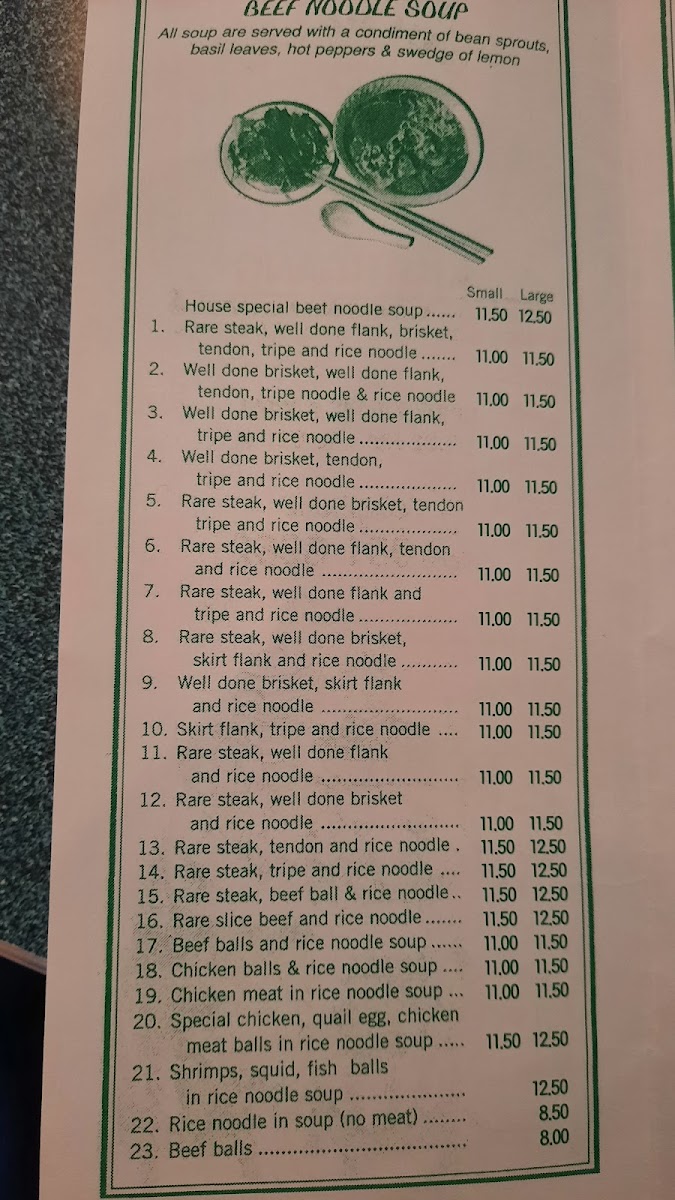 BEEF NOODLE SOUP
All soup are served with a condiment of bean sprouts,
basil leaves, hot peppers & swedge of lemon
Small Large
House special beef noodle soup...... 11.50 12.50
1. Rare steak, well done flank, brisket,
tendon, tripe and rice noodle ....... 11.00 11.50
2. Well done brisket, well done flank,
tendon, tripe noodle & rice noodle 11.00 11.50
3. Well done brisket, well done flank,
tripe and rice noodle ................... 11.00 11.50
4. Well done brisket, tendon,
tripe and rice noodle ................... 11.00 11.50
5. Rare steak, well done brisket, tendon
tripe and rice noodle ................... 11.00 11.50
6. Rare steak, well done flank, tendon
and rice noodle .......................... 11.00 11.50
7. Rare steak, well done flank and
tripe and rice noodle ................... 11.00 11.50
8. Rare steak, well done brisket,
skirt flank and rice noodle ........... 11.00 11.50
9. Well done brisket, skirt flank
and rice noodle .......................... 11.00 11.50
10. Skirt flank, tripe and rice noodle .... 11.00 11.50
11. Rare steak, well done flank
and rice noodle .......................... 11.00 11.50
12. Rare steak, well done brisket
and rice noodle .......................... 11.00 11.50
13. Rare steak, tendon and rice noodle . 11.50 12.50
14. Rare steak, tripe and rice noodle .... 11.50 12.50
15. Rare steak, beef ball & rice noodle.. 11.50 12.50
16. Rare slice beef and rice noodle....... 11.50 12.50
17. Beef balls and rice noodle soup ...... 11.00 11.50
18. Chicken balls & rice noodle soup .... 11.00 11.50
19. Chicken meat in rice noodle soup ... 11.00 11.50
20. Special chicken, quail egg, chicken
meat balls in rice noodle soup ..... 11.50 12.50
21. Shrimps, squid, fish balls
in rice noodle soup ...................... 12.50
22. Rice noodle in soup (no meat) ........ 8.50
23. Beef balls ....................................... 8.00